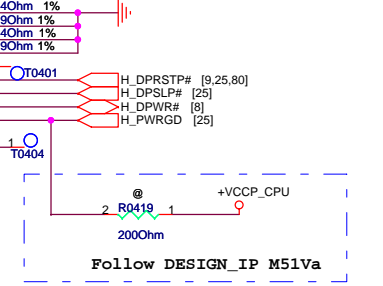 4Ohm 1%
9Ohm 1%
4Ohm 1%
9Ohm 1%
T0401
H_DPRSTP# [9,25,80]
H_DPSLP# [25]
H_DPWR# [8]
H_PWRGD [25]
1
T0404
@
+VCCP_CPU
2 R0419 1
200Ohm
Follow DESIGN_IP M51Va